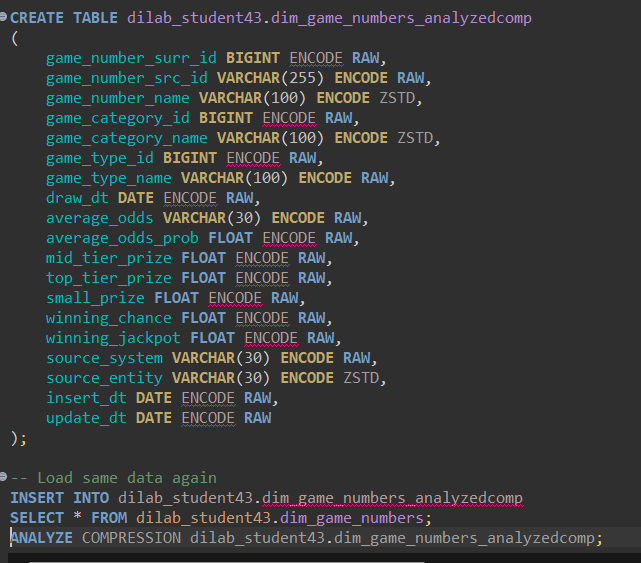 CREATE TABLE dilab_student43.dim_game_numbers_analyzedcomp
(
game_number_surr_id BIGINT ENCODE RAW,
game_number_src_id VARCHAR(255) ENCODE RAW,
game_number_name VARCHAR(100) ENCODE ZSTD,
game_category_id BIGINT ENCODE RAW,
game_category_name VARCHAR(100) ENCODE ZSTD,
game_type_id BIGINT ENCODE RAW,
game_type_name VARCHAR(100) ENCODE RAW,
draw_dt DATE ENCODE RAW,
average_odds VARCHAR(30) ENCODE RAW,
average_odds_prob FLOAT ENCODE RAW,
mid_tier_prize FLOAT ENCODE RAW,
top_tier_prize FLOAT ENCODE RAW,
small_prize FLOAT ENCODE RAW,
winning_chance FLOAT ENCODE RAW,
winning_jackpot FLOAT ENCODE RAW,
source_system VARCHAR(30) ENCODE RAW,
source_entity VARCHAR(30) ENCODE ZSTD,
insert_dt DATE ENCODE RAW,
update_dt DATE ENCODE RAW
);
-- Load same data again
INSERT INTO dilab_student43.dim_game_numbers_analyzedcomp
SELECT * FROM dilab_student43.dim_game_numbers;
ANALYZE COMPRESSION dilab_student43.dim_game_numbers_analyzedcomp;